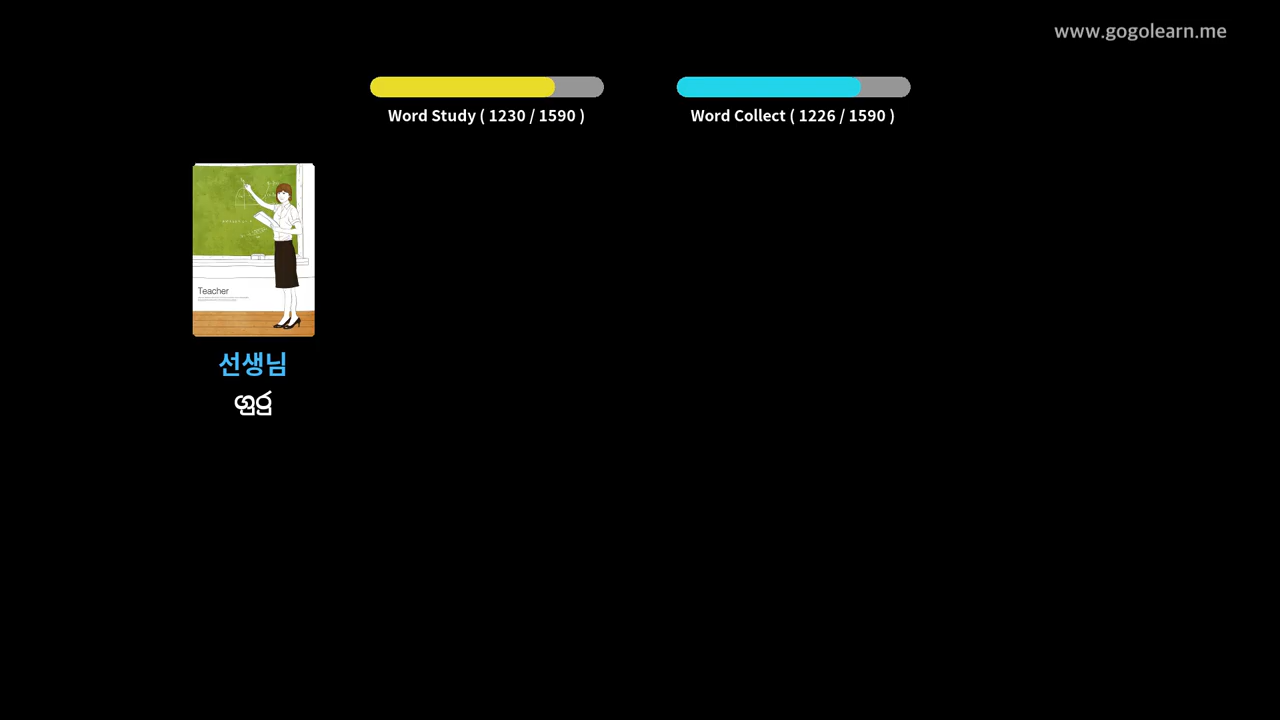 www.gogolearn.me
Word Study ( 1230 / 1590 )
Word Collect ( 1226 / 1590 )
Teacher
선생님
ගුරු